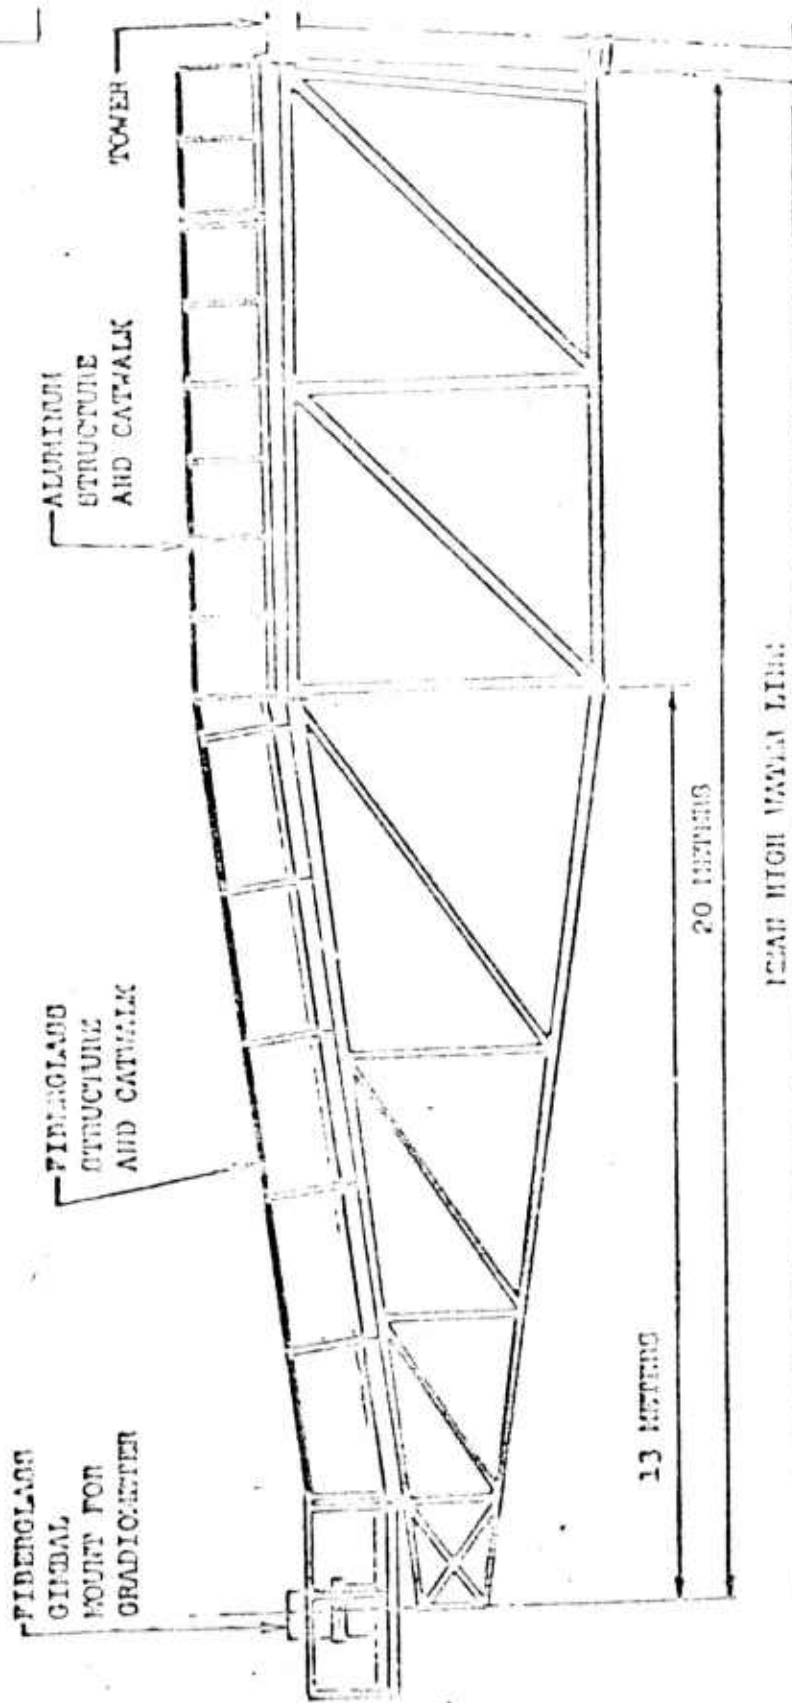 FIBERGLASS
GIMBAL
MOUNT FOR
GRADIOMETER
FIBERGLASS
STRUCTURE
AND CATWALK
ALUMINUM
STRUCTURE
AND CATWALK
TOWER
13 METERS
20 METERS
MEAN HIGH WATER LINE